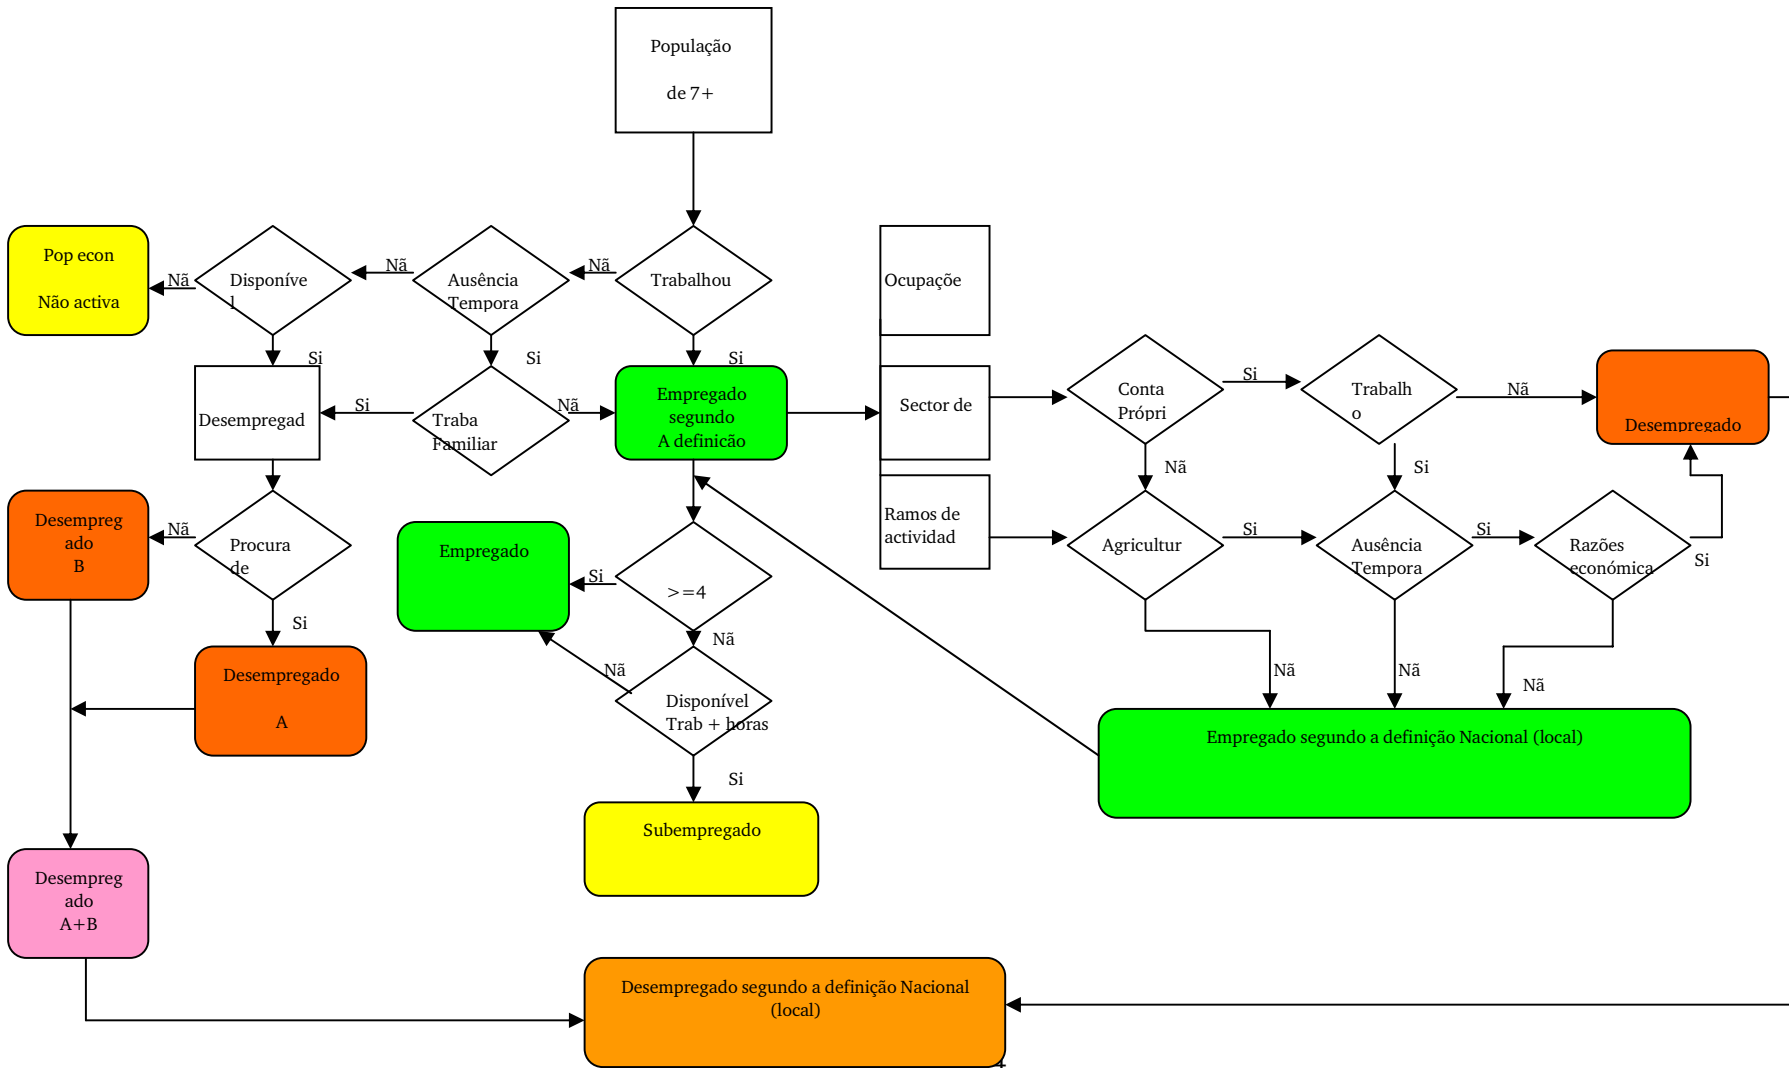 População
de 7+
Pop econ
Não activa
Nã
Disponíve
l
Nã
Ausência
Tempora
Nã
Trabalhou
Ocupaçõe
Si
Si
Si
Desempregad
Si
Traba
Familiar
Nã
Empregado
segundo
A definicão
Sector de
Conta
Própri
Si
Trabalh
o
Nã
Desempregado
Nã
Si
Desempreg
ado
B
Nã
Procura
de
Empregado
Si
>=4
Ramos de
actividad
Agricultur
Si
Ausência
Tempora
Si
Razões
económica
Si
Si
Nã
Desempregado
A
Nã
Disponível
Trab + horas
Nã
Nã
Nã
Empregado segundo a definição Nacional (local)
Si
Subempregado
Desempreg
ado
A+B
Desempregado segundo a definição Nacional
(local)